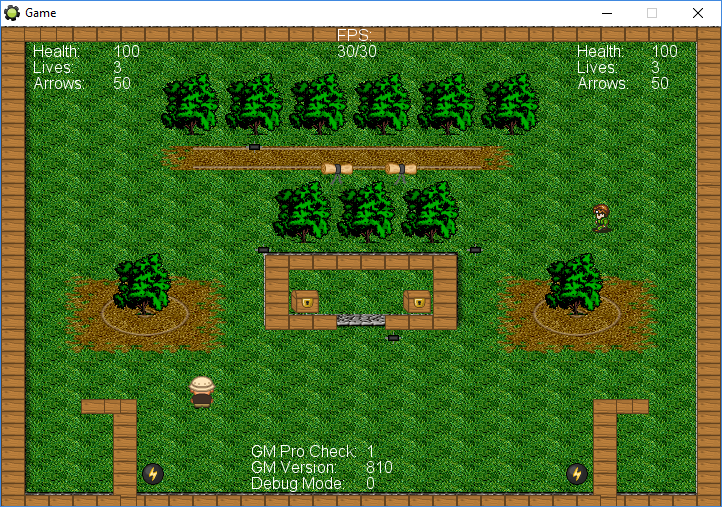 Game
FPS:
30/30
Health: 100
Lives: 3
Arrows: 50
Health: 100
Lives: 3
Arrows: 50
GM Pro Check: 1
GM Version: 810
Debug Mode: 0